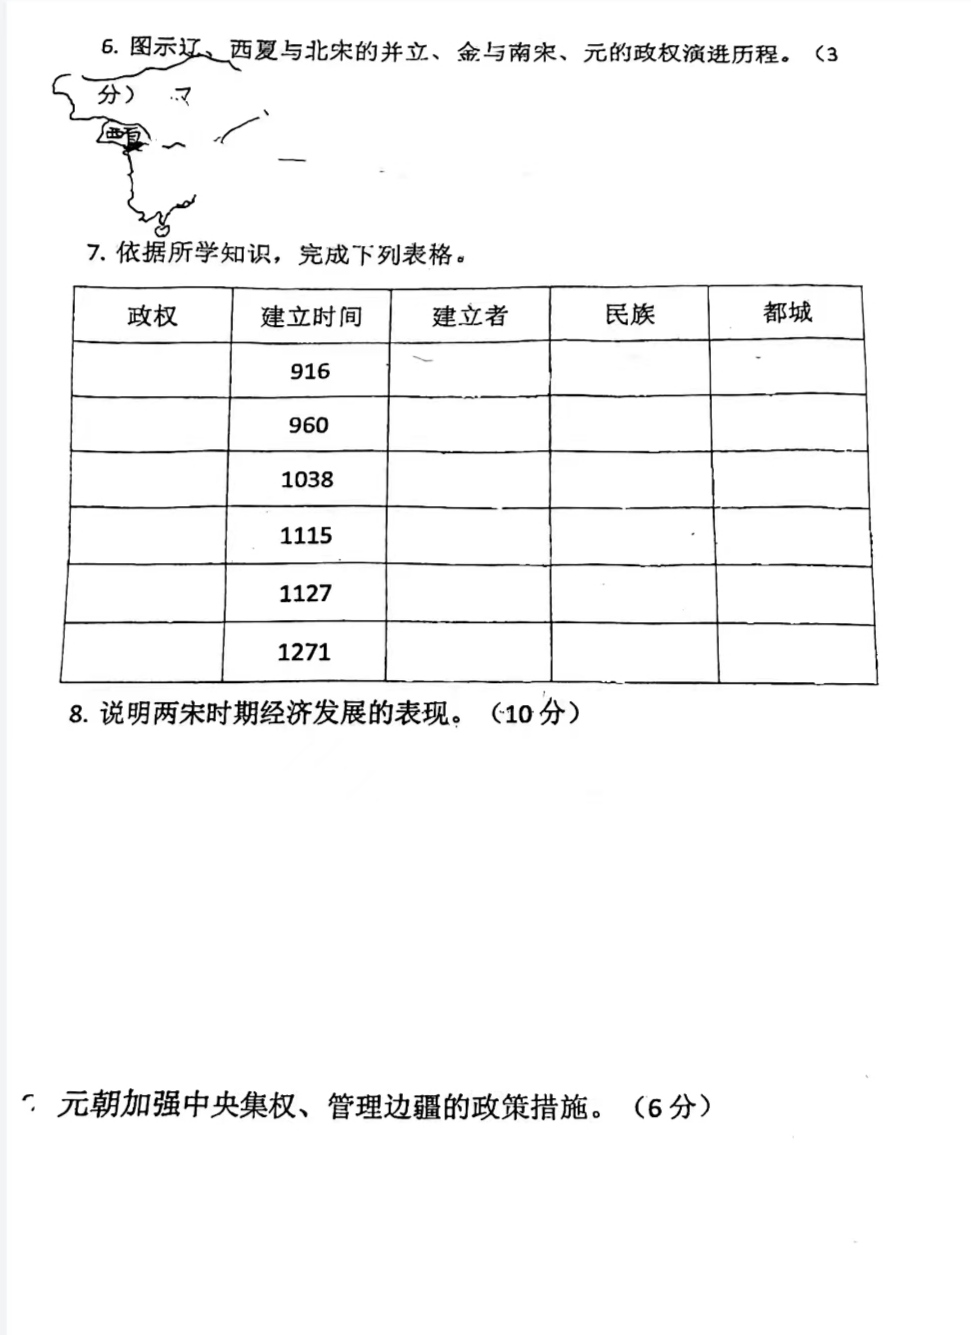 6. 图示辽、西夏与北宋的并立、金与南宋、元的政权演进历程。（3
分）
西夏
7. 依据所学知识，完成下列表格。
政权 建立时间 建立者 民族 都城
916
960
1038
1115
1127
1271
8. 说明两宋时期经济发展的表现。（10分）
元朝加强中央集权、管理边疆的政策措施。（6分）